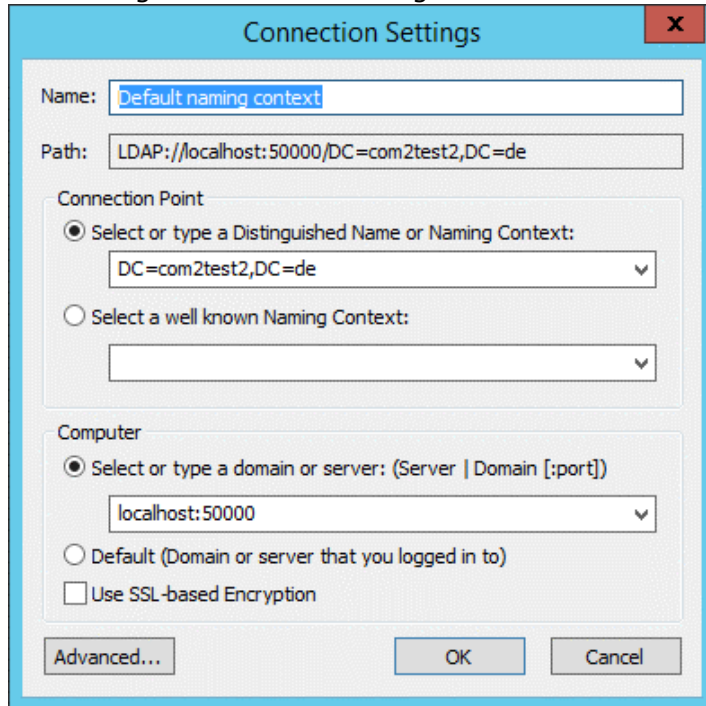 Connection Settings
x
Name: Default naming context
Path: LDAP://localhost:50000/DC=com2test2,DC=de
Connection Point
Select or type a Distinguished Name or Naming Context:
DC=com2test2,DC=de
Select a well known Naming Context:
Computer
Select or type a domain or server: (Server | Domain [:port])
localhost:50000
Default (Domain or server that you logged in to)
Use SSL-based Encryption
Advanced... OK Cancel